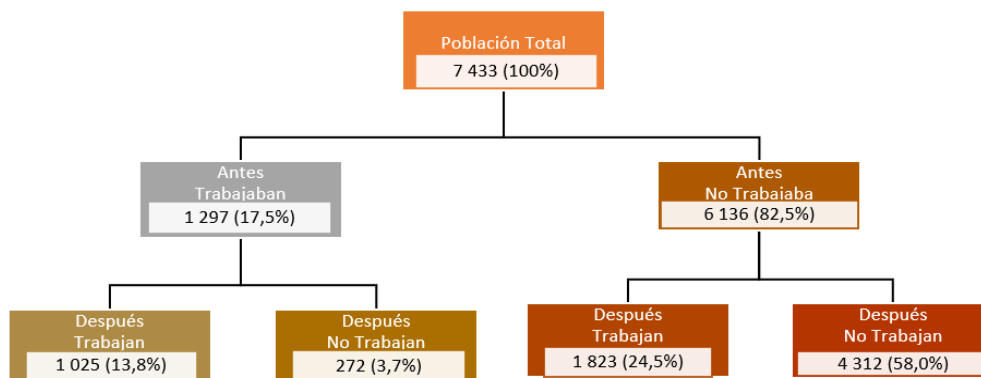 Población Total
7 433 (100%)
Antes
Trabajaban
1 297 (17,5%)
Antes
No Trabajaba
6 136 (82,5%)
Después
Trabajan
1 025 (13,8%)
Después
No Trabajan
272 (3,7%)
Después
Trabajan
1 823 (24,5%)
Después
No Trabajan
4 312 (58,0%)